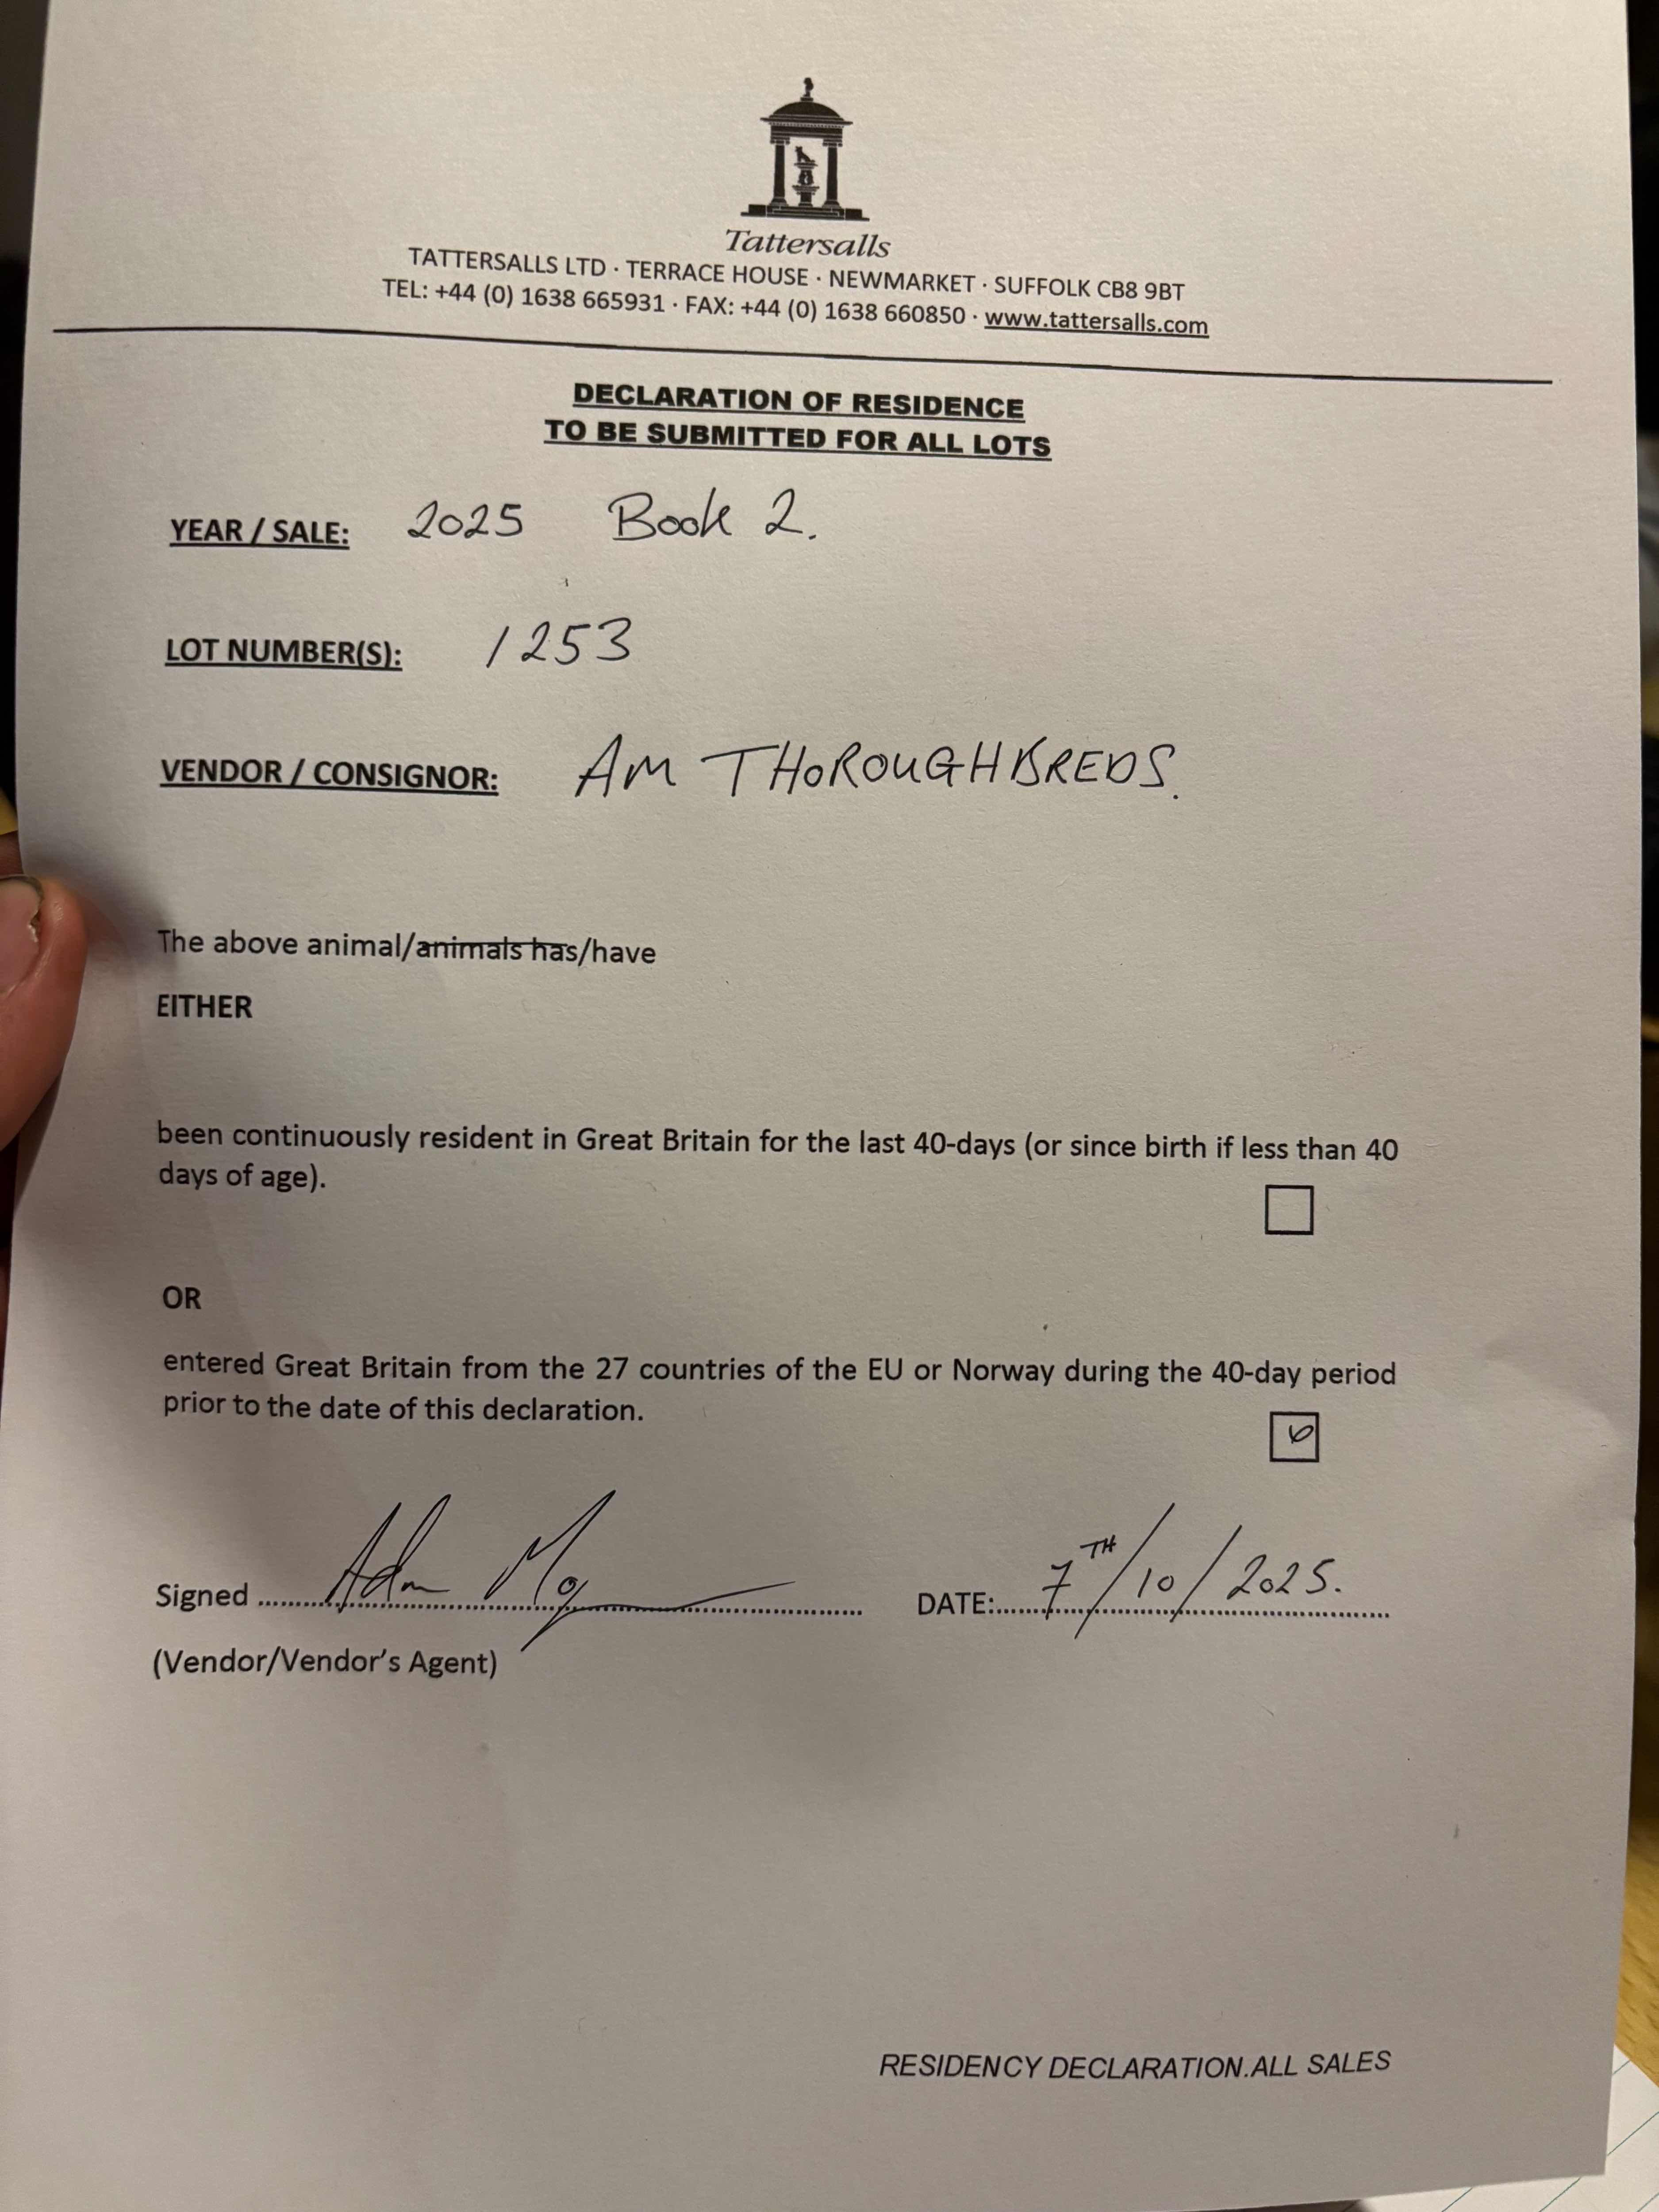 Tattersalls
TATTERSALLS LTD · TERRACE HOUSE · NEWMARKET · SUFFOLK CB8 9BT
TEL: +44 (0) 1638 665931 · FAX: +44 (0) 1638 660850 · www.tattersalls.com
DECLARATION OF RESIDENCE
TO BE SUBMITTED FOR ALL LOTS
YEAR / SALE: 2025 Book 2.
LOT NUMBER(S): 1253
VENDOR / CONSIGNOR: AM THOROUGHBREDS.
The above animal/animals has/have
EITHER
been continuously resident in Great Britain for the last 40-days (or since birth if less than 40
days of age).
OR
entered Great Britain from the 27 countries of the EU or Norway during the 40-day period
prior to the date of this declaration.
Signed Adam DATE: 7TH/10/2025.
(Vendor/Vendor's Agent)
RESIDENCY DECLARATION.ALL SALES